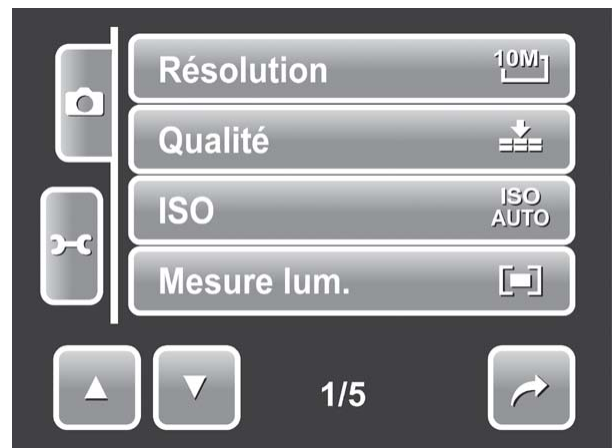 Résolution 10M
Qualité
ISO ISO AUTO
Mesure lum.
1/5